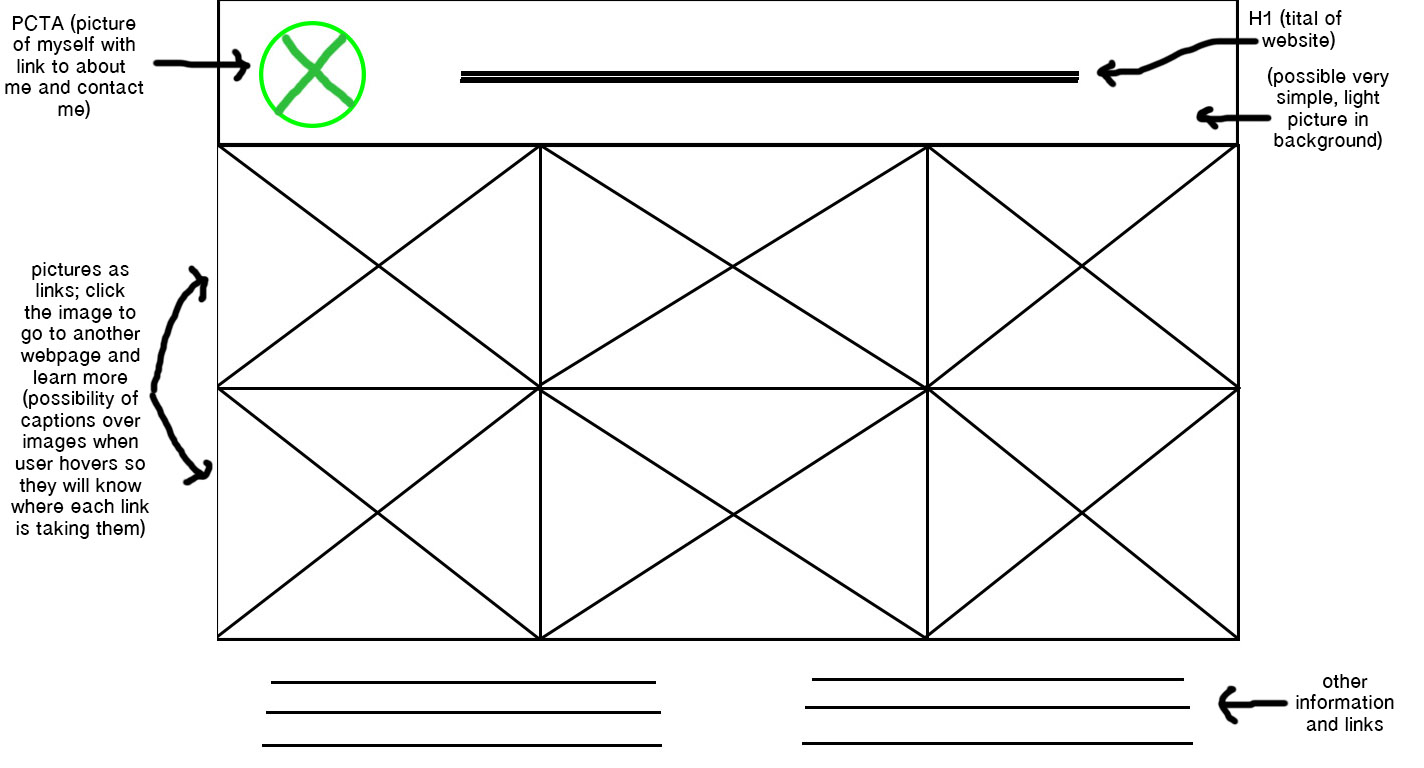 PCTA (picture
of myself with
link to about
me and contact
me)
H1 (tital of
website)
(possible very
simple, light
picture in
background)
pictures as
links; click
the image to
go to another
webpage and
learn more
(possibility of
captions over
images when
user hovers so
they will know
where each link
is taking them)
other
information
and links